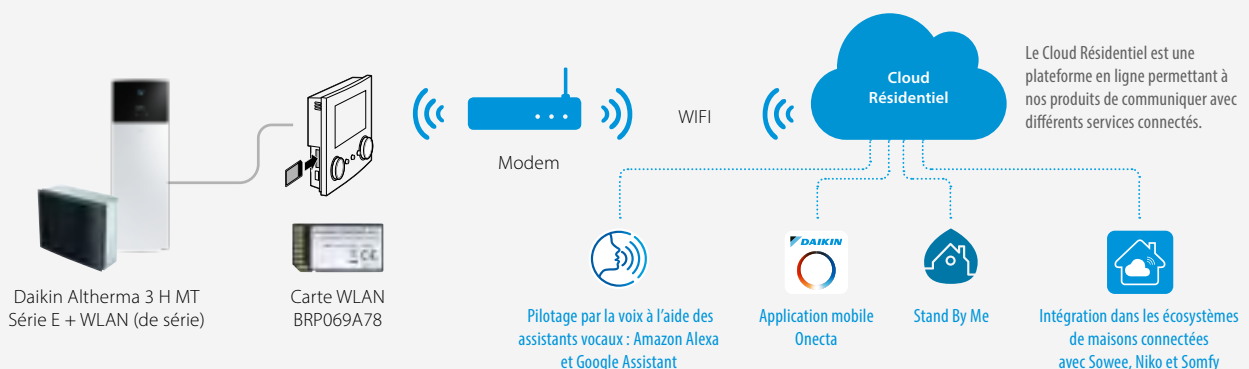 Cloud
Résidentiel
Le Cloud Résidentiel est une
plateforme en ligne permettant à
nos produits de communiquer avec
différents services connectés.
WIFI
Modem
DAIKIN
Daikin Altherma 3 H MT
Série E + WLAN (de série)
Carte WLAN
BRP069A78
Pilotage par la voix à l'aide des
assistants vocaux : Amazon Alexa
et Google Assistant
Application mobile
Onecta
Stand By Me
Intégration dans les écosystèmes
de maisons connectées
avec Sowee, Niko et Somfy